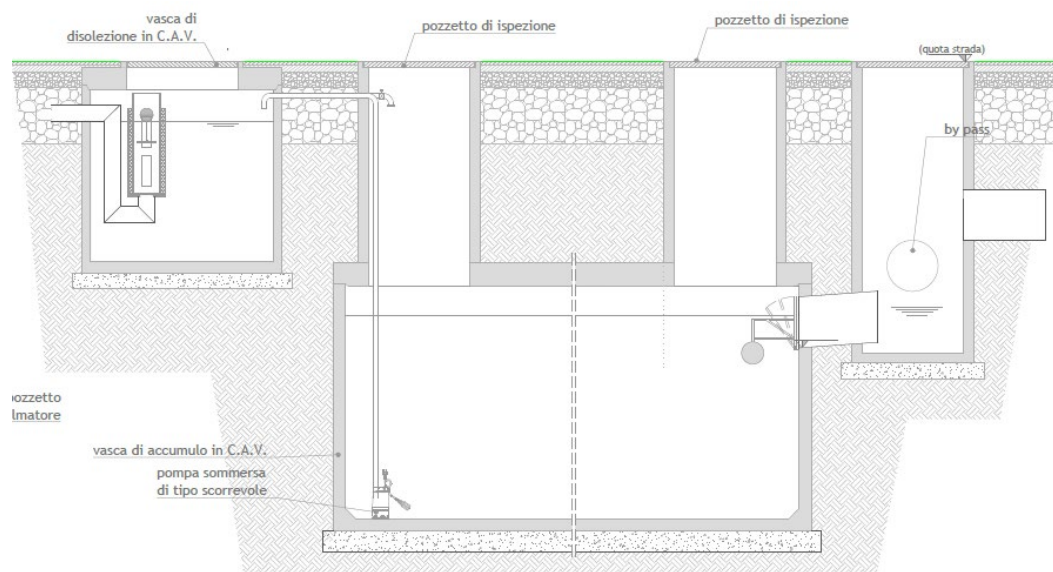 vasca di
disolezione in C.A.V.
pozzetto di ispezione
pozzetto di ispezione
(quota strada)
by pass
pozzetto
lmatore
vasca di accumulo in C.A.V.
pompa sommersa
di tipo scorrevole